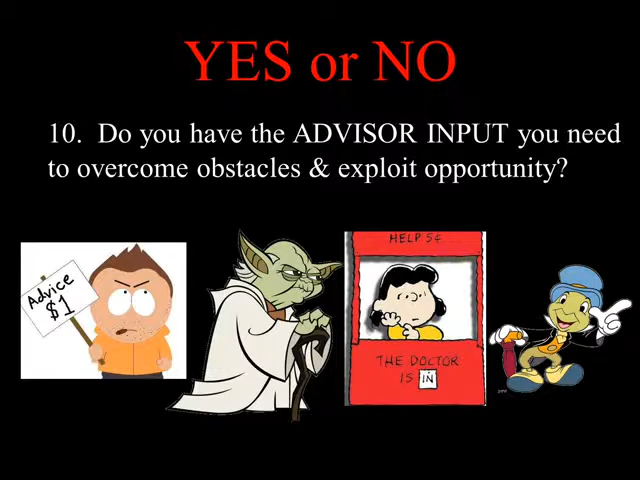 YES or NO
10. Do you have the ADVISOR INPUT you need
to overcome obstacles & exploit opportunity?
Advice
$1
HELP 5¢
THE DOCTOR
IS IN